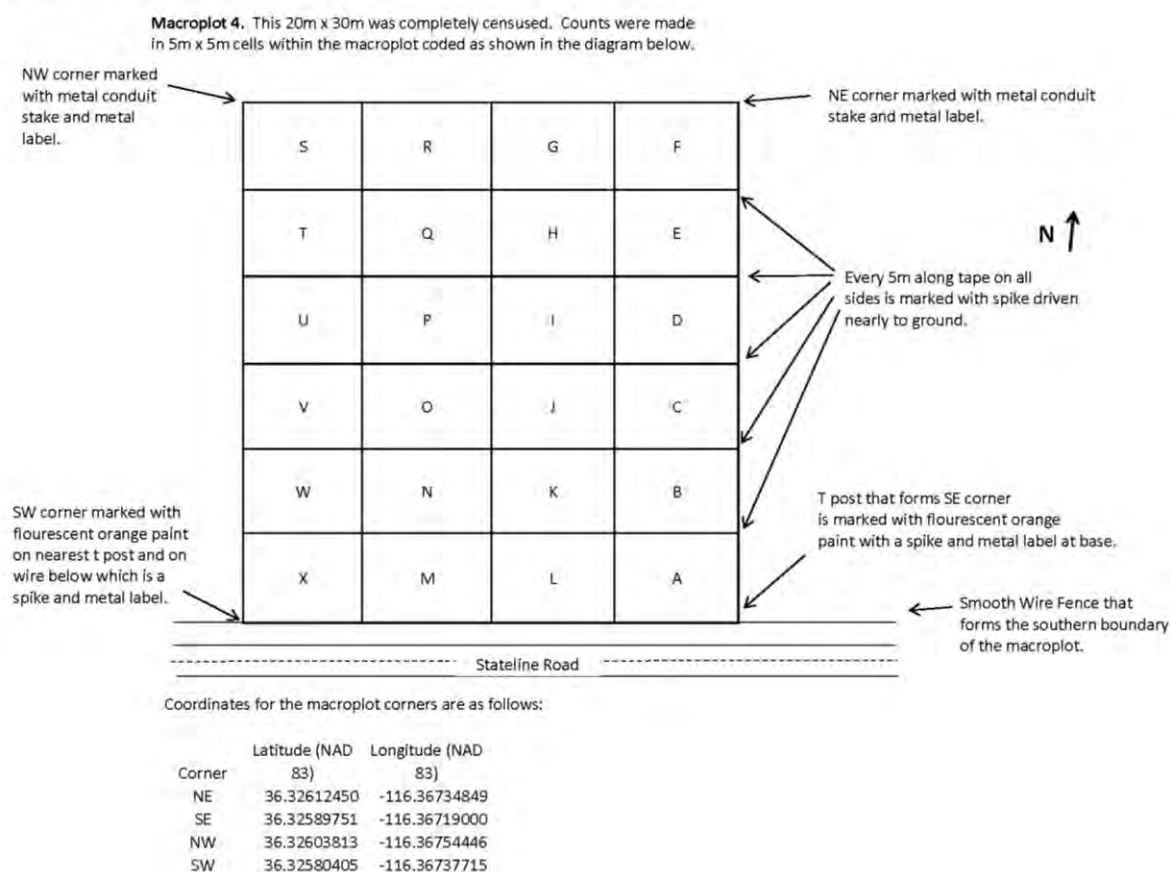 Macroplot 4. This 20m x 30m was completely censused. Counts were made
in 5m x 5m cells within the macroplot coded as shown in the diagram below.
NW corner marked
with metal conduit
stake and metal
label.
NE corner marked with metal conduit
stake and metal label.
S R G F
T Q H E
N
Every 5m along tape on all
sides is marked with spike driven
nearly to ground.
U P I D
V O J C
W N K B
SW corner marked with
flourescent orange paint
on nearest t post and on
wire below which is a
spike and metal label.
T post that forms SE corner
is marked with flourescent orange
paint with a spike and metal label at base.
X M L A
Smooth Wire Fence that
forms the southern boundary
of the macroplot.
Stateline Road
Coordinates for the macroplot corners are as follows:
Latitude (NAD Longitude (NAD
Corner 83) 83)
NE 36.32612450 -116.36734849
SE 36.32589751 -116.36719000
NW 36.32603813 -116.36754446
SW 36.32580405 -116.36737715